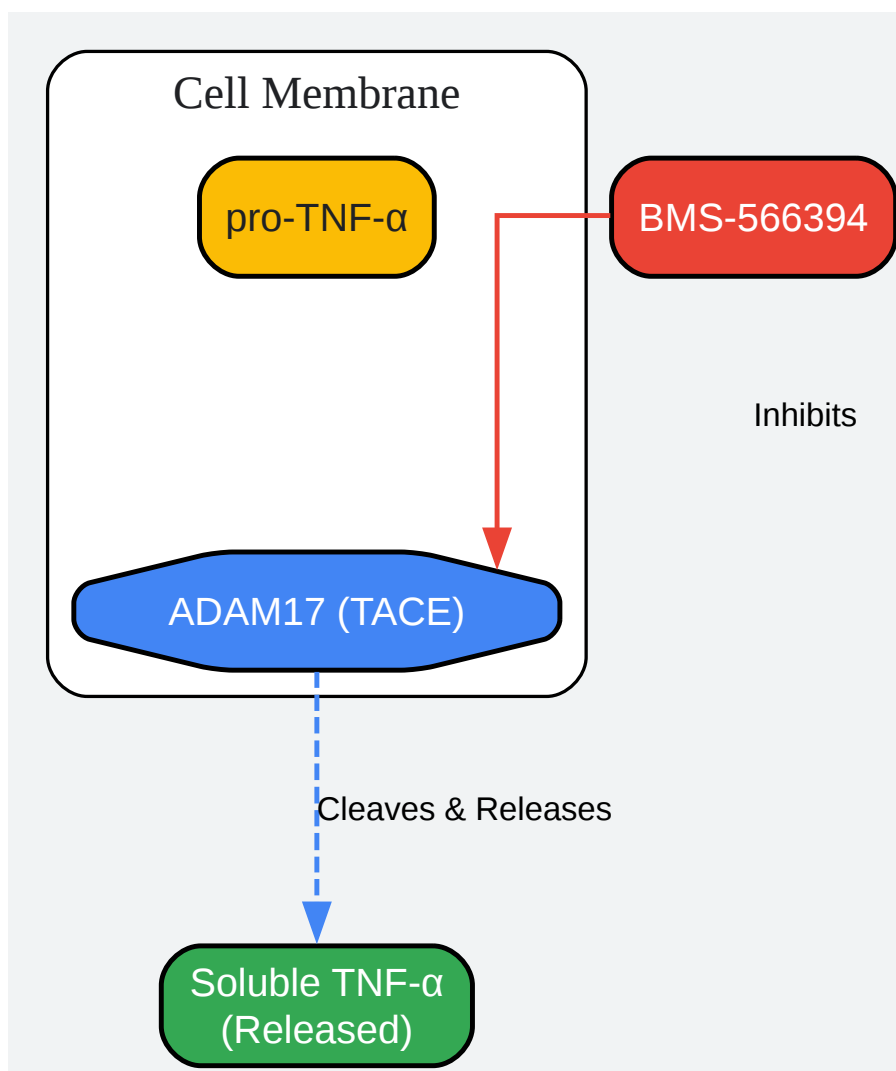 Cell Membrane
pro-TNF-α
BMS-566394
Inhibits
ADAM17 (TACE)
Cleaves & Releases
Soluble TNF-α
(Released)